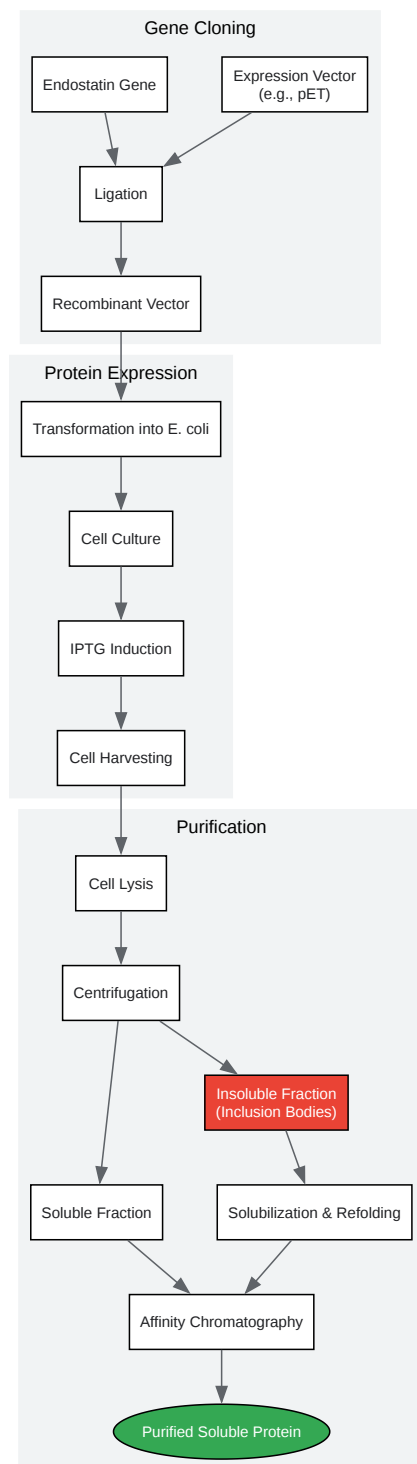 Gene Cloning
Endostatin Gene
Expression Vector
(e.g., pET)
Ligation
Recombinant Vector
Protein Expression
Transformation into E. coli
Cell Culture
IPTG Induction
Cell Harvesting
Purification
Cell Lysis
Centrifugation
Insoluble Fraction
(Inclusion Bodies)
Soluble Fraction
Solubilization & Refolding
Affinity Chromatography
Purified Soluble Protein